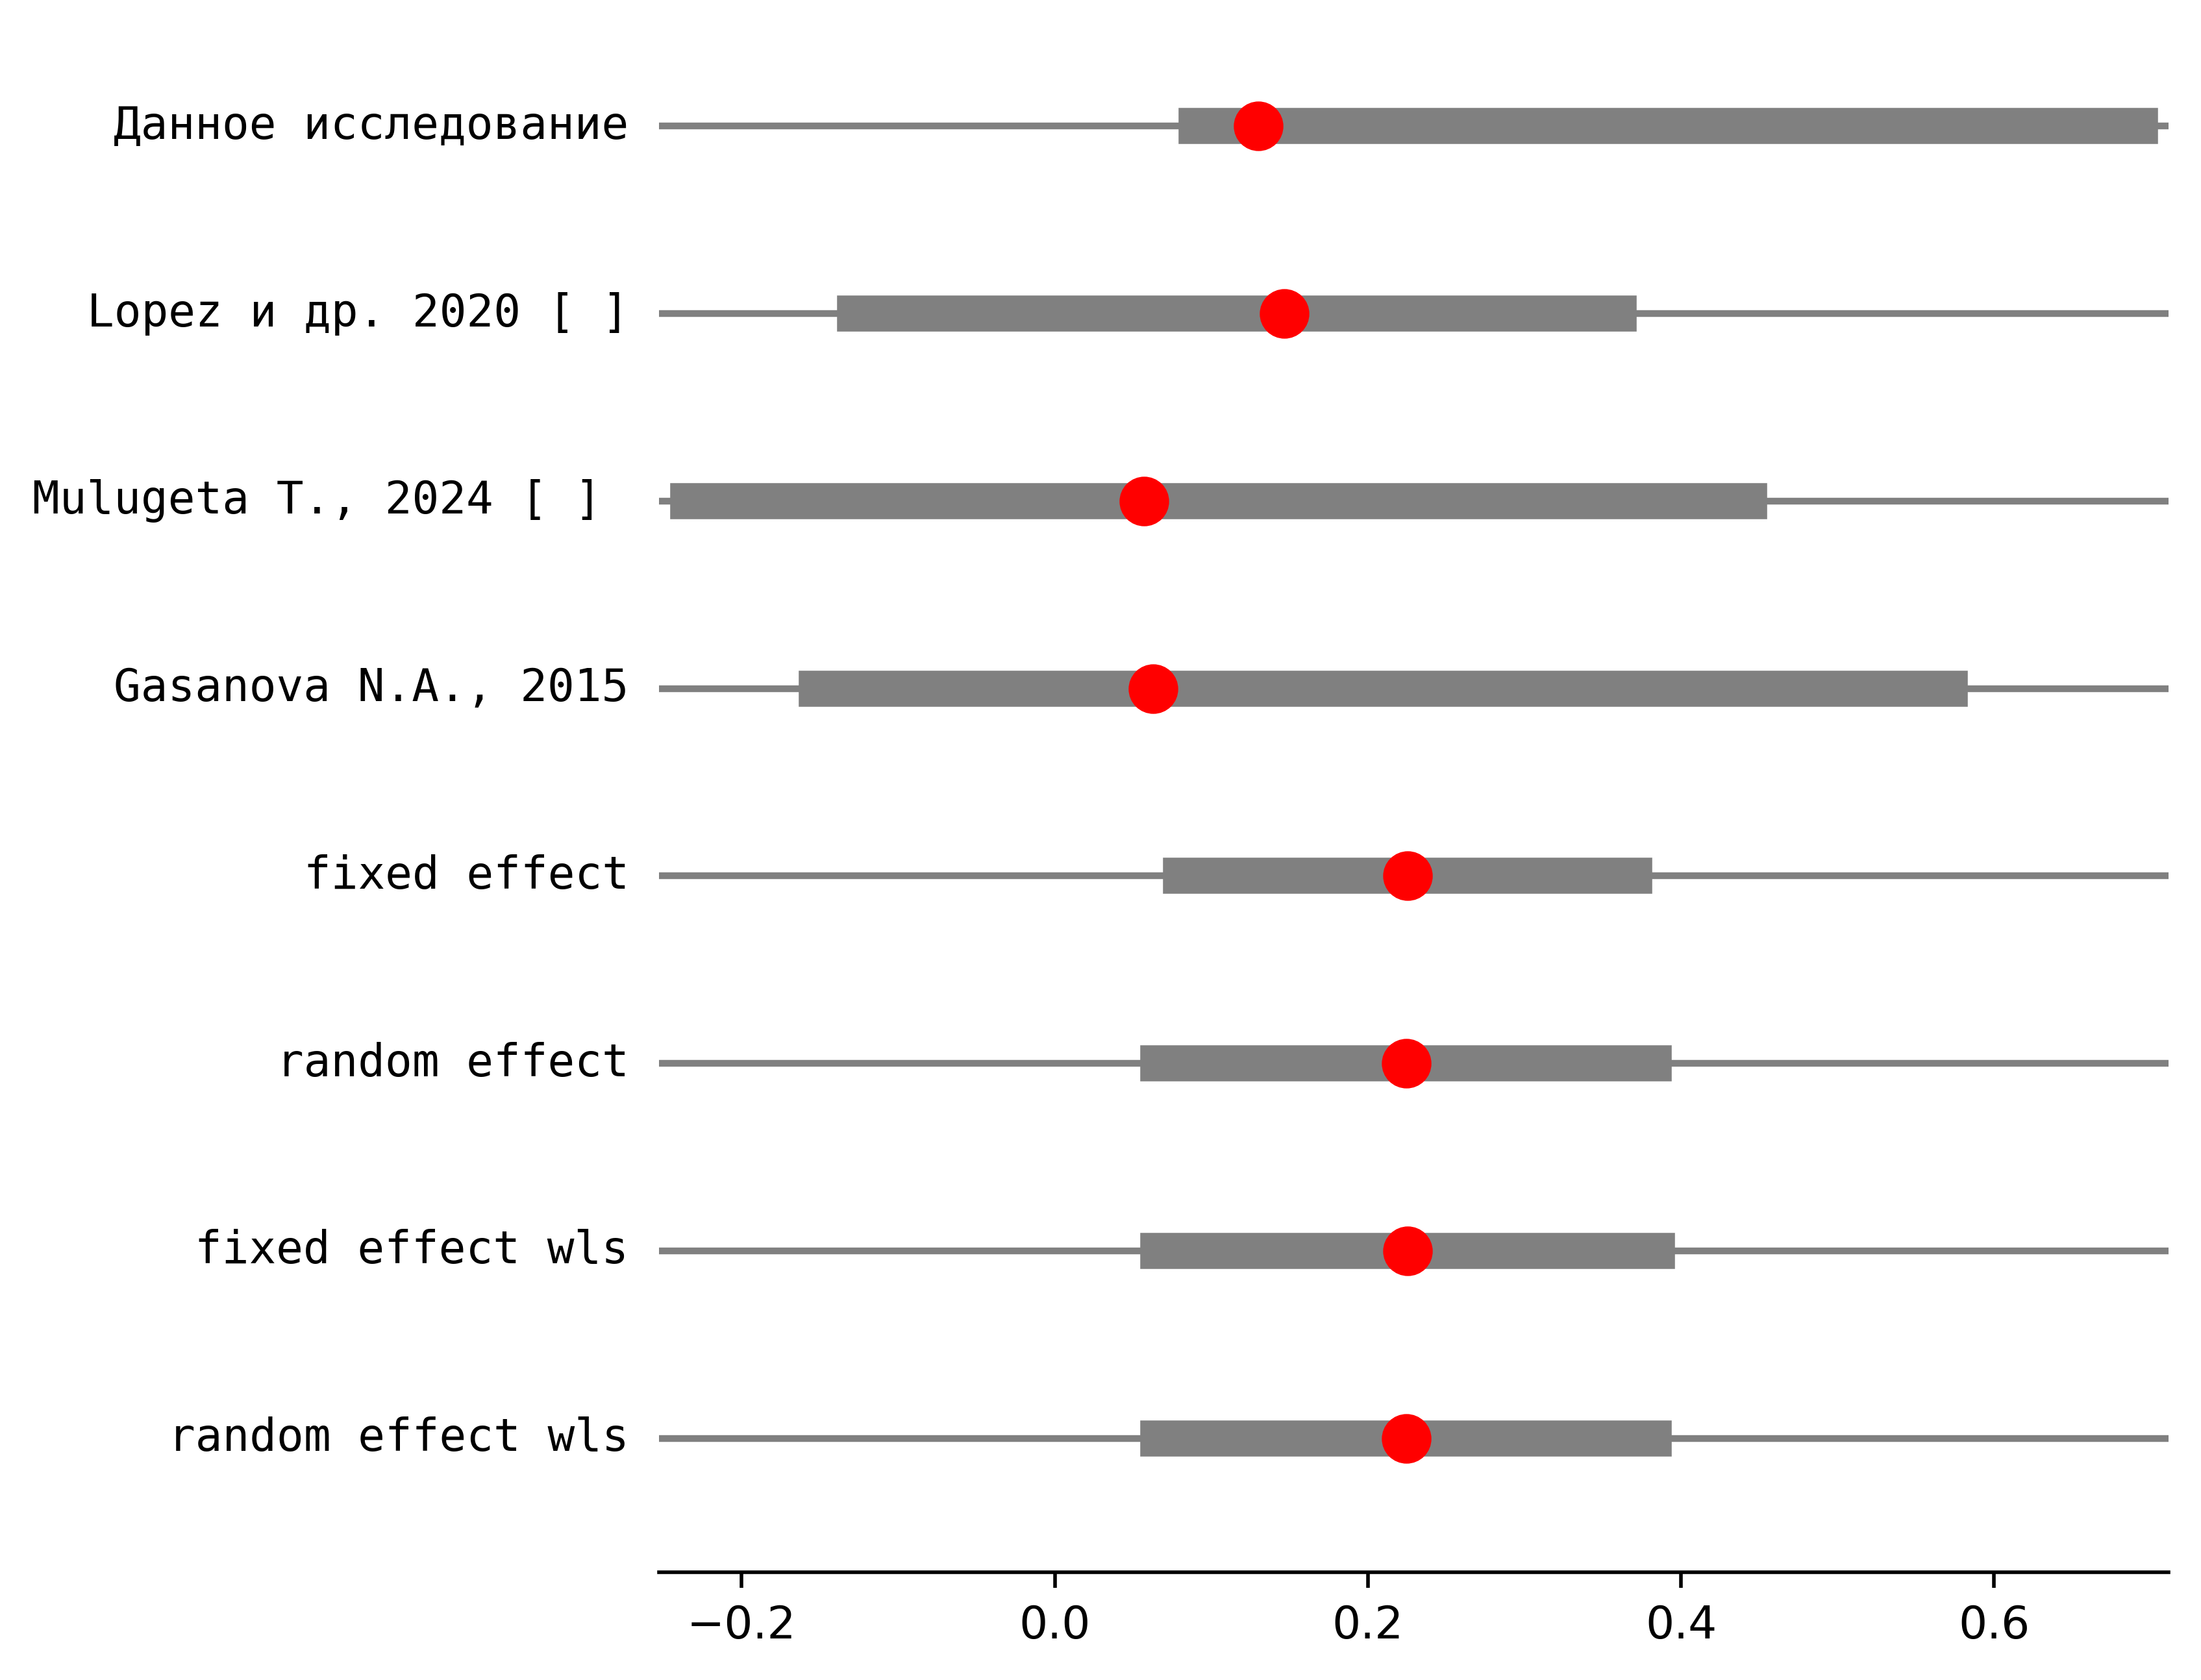 Данное исследование
Lopez и др. 2020 [ ]
Mulugeta T., 2024 [ ]
Gasanova N.A., 2015
fixed effect
random effect
fixed effect wls
random effect wls
−0.2 0.0 0.2 0.4 0.6